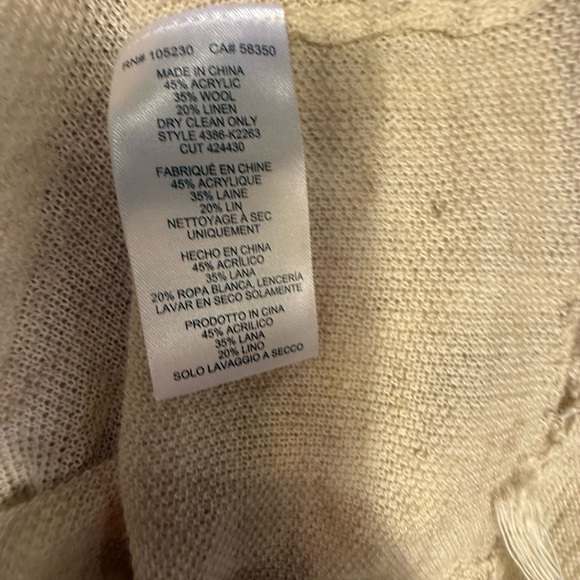 RN# 105230 CA# 58350
MADE IN CHINA
45% ACRYLIC
35% WOOL
20% LINEN
DRY CLEAN ONLY
STYLE 4386-K2263
CUT 424430
FABRIQUÉ EN CHINE
45% ACRYLIQUE
35% LAINE
20% LIN
NETTOYAGE À SEC
UNIQUEMENT
HECHO EN CHINA
45% ACRÍLICO
35% LANA
20% ROPA BLANCA, LENCERÍA
LAVAR EN SECO SOLAMENTE
PRODOTTO IN CINA
45% ACRILICO
35% LANA
20% LINO
SOLO LAVAGGIO A SECCO